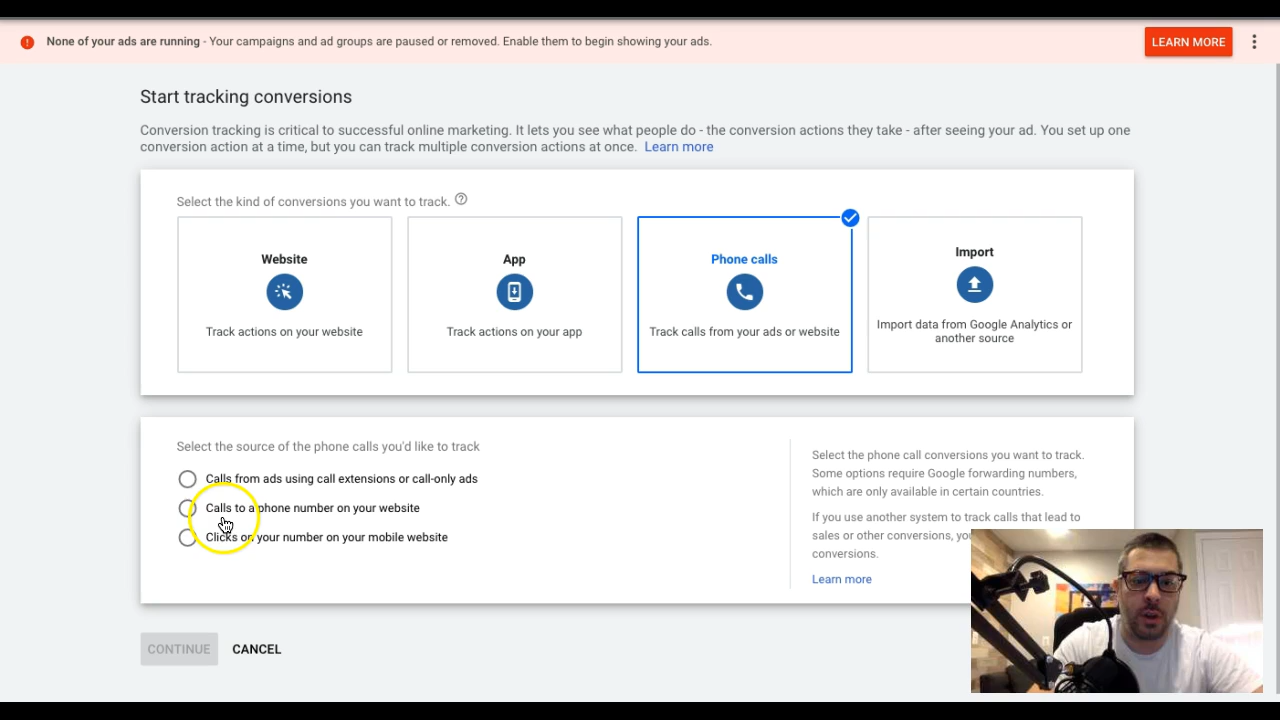 None of your ads are running - Your campaigns and ad groups are paused or removed. Enable them to begin showing your ads.
LEARN MORE
Start tracking conversions
Conversion tracking is critical to successful online marketing. It lets you see what people do - the conversion actions they take - after seeing your ad. You set up one
conversion action at a time, but you can track multiple conversion actions at once. Learn more
Select the kind of conversions you want to track.
Website
Track actions on your website
App
Track actions on your app
Phone calls
Track calls from your ads or website
Import
Import data from Google Analytics or
another source
Select the source of the phone calls you'd like to track
Calls from ads using call extensions or call-only ads
Calls to a phone number on your website
Clicks on your number on your mobile website
Select the phone call conversions you want to track.
Some options require Google forwarding numbers,
which are only available in certain countries.
If you use another system to track calls that lead to
sales or other conversions,
conversions.
Learn more
CONTINUE
CANCEL